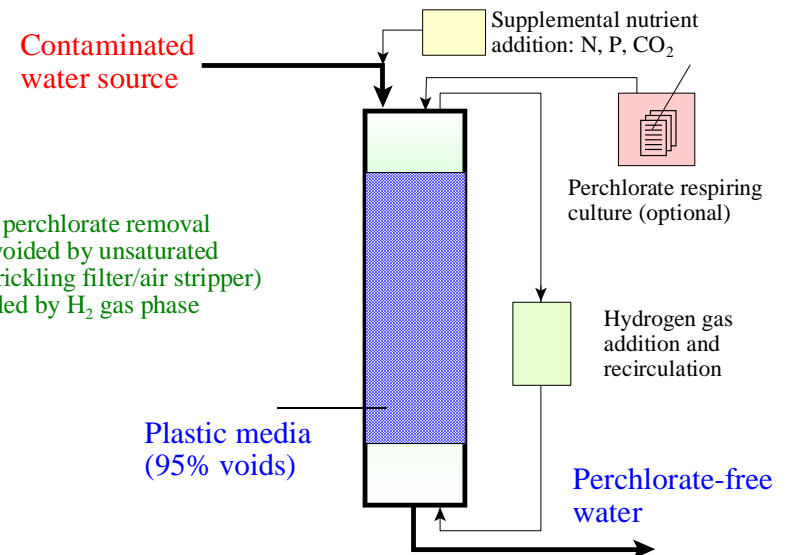 Supplemental nutrient
addition: N, P, CO₂
Contaminated
water source
Perchlorate respiring
culture (optional)
perchlorate removal
voided by unsaturated
rickling filter/air stripper)
led by H₂ gas phase
Hydrogen gas
addition and
recirculation
Plastic media
(95% voids)
Perchlorate-free
water